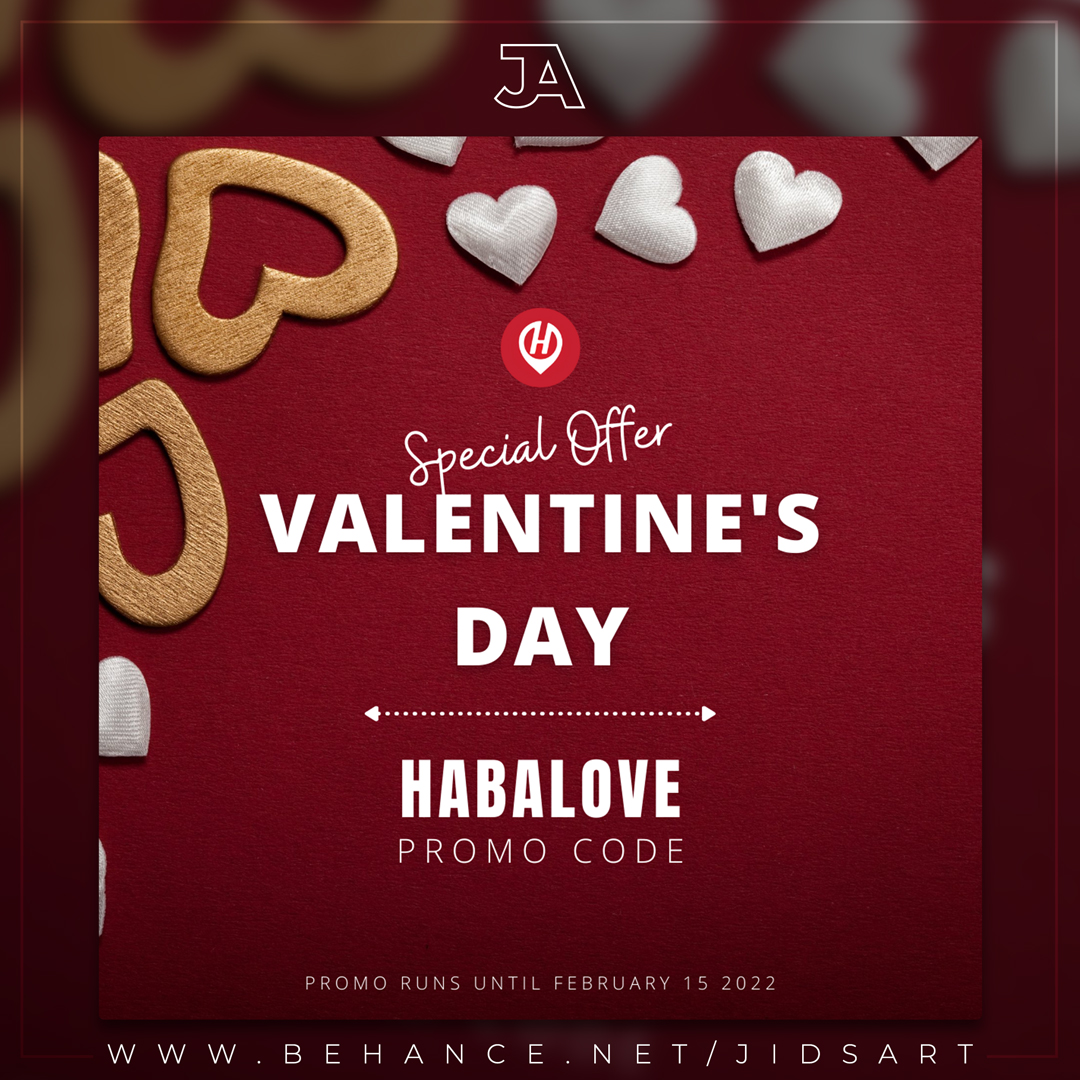 JA
H
Special Offer
VALENTINE'S
DAY
HABALOVE
PROMO CODE
PROMO RUNS UNTIL FEBRUARY 15 2022
WWW.BEHANCE.NET/JIDSART